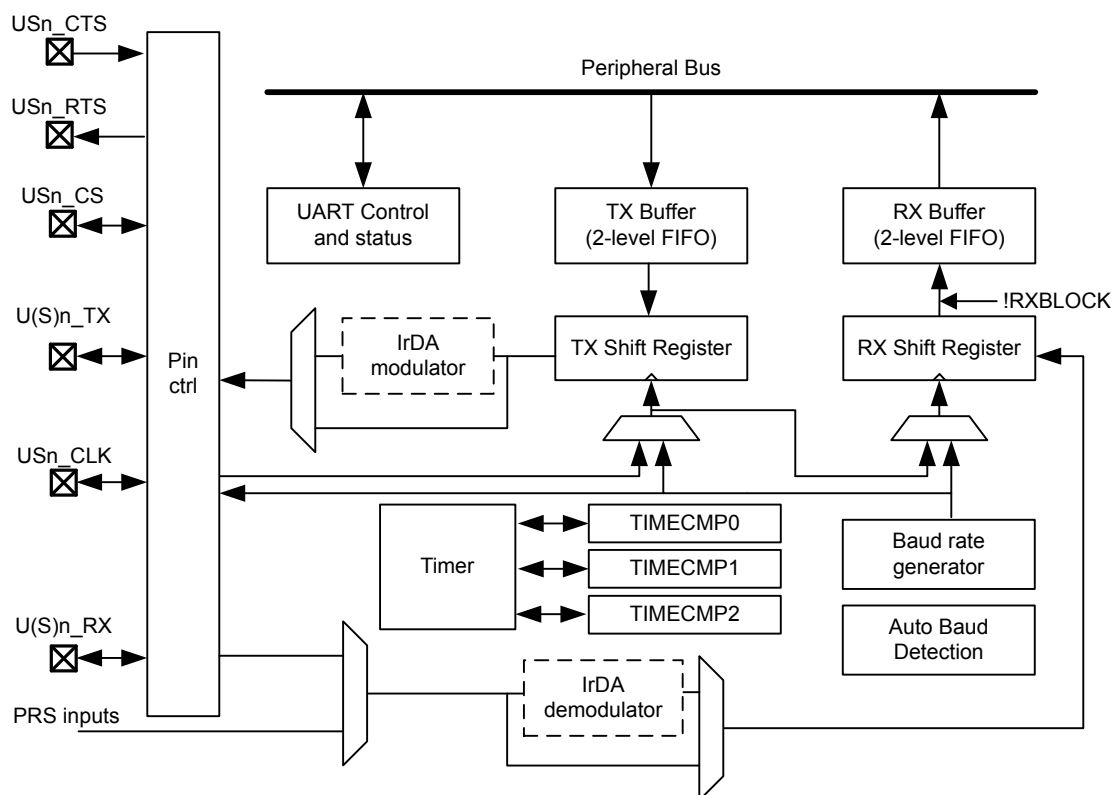 USn_CTS
Peripheral Bus
USn_RTS
USn_CS
UART Control
and status
TX Buffer
(2-level FIFO)
RX Buffer
(2-level FIFO)
!RXBLOCK
U(S)n_TX
Pin
ctrl
IrDA
modulator
TX Shift Register
RX Shift Register
USn_CLK
Timer
TIMECMP0
TIMECMP1
TIMECMP2
Baud rate
generator
Auto Baud
Detection
U(S)n_RX
IrDA
demodulator
PRS inputs